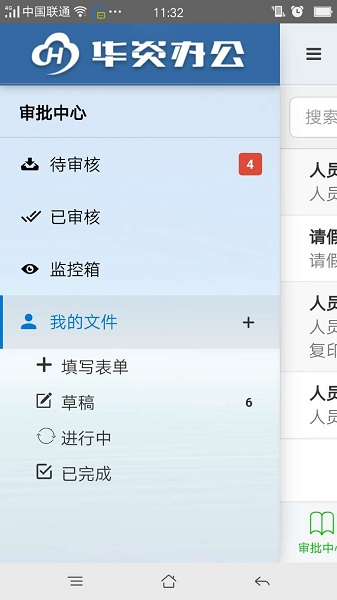 4G 中国联通 11:32
华炎办公
审批中心
待审核 4
已审核
监控箱
我的文件 +
填写表单
草稿 6
进行中
已完成
搜索
人员
人员
请假
请假
人员
人员
复印
人员
人员
审批中心